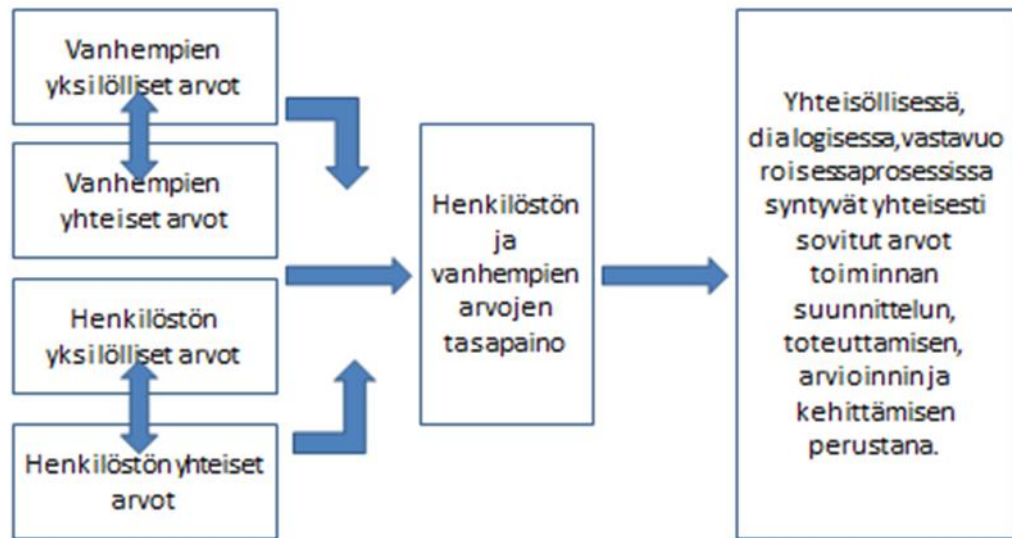 Vanhempien
yksilölliset arvot
Vanhempien
yhteiset arvot
Henkilöstön
yksilölliset arvot
Henkilöstön yhteiset
arvot
Henkilöstön
ja
vanhempien
arvojen
tasapaino
Yhteisöllisessä,
dialogisessa,vastavuo
roisessaprosessissa
syntyvät yhteisesti
sovitut arvot
toiminnan
suunnittelun,
toteuttamisen,
arvioinnin ja
kehittämisen
perustana.